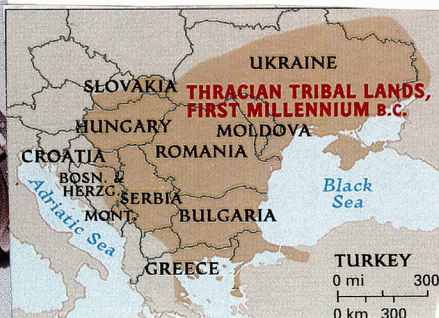 UKRAINE
SLOVAKIA
THRACIAN TRIBAL LANDS,
FIRST MILLENNIUM B.C.
HUNGARY
MOLDOVA
CROATIA
ROMANIA
BOSN. &
HERZG.
SERBIA
Adriatic Sea
MONT.
BULGARIA
Black
Sea
GREECE
TURKEY
0 mi 300
0 km 300